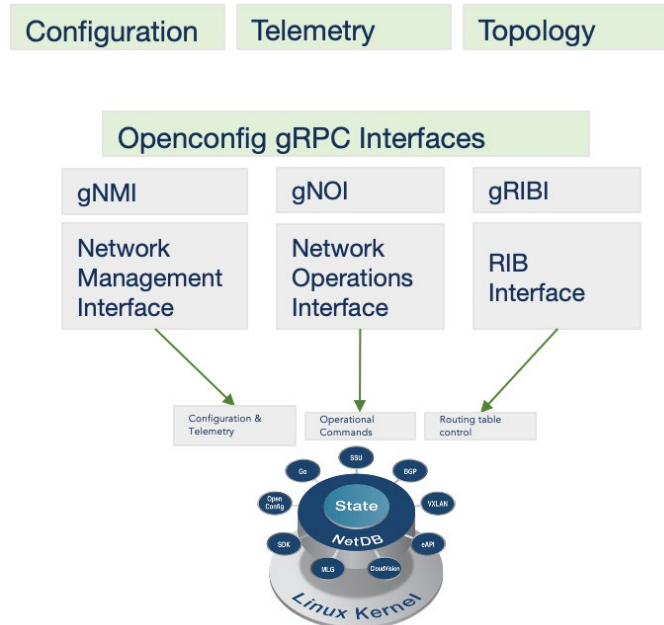 Configuration
Telemetry
Topology
Openconfig gRPC Interfaces
gNMI
gNOI
gRIBI
Network
Management
Interface
Network
Operations
Interface
RIB
Interface
Configuration &
Telemetry
Operational
Commands
Routing table
control
SSU
Go
BGP
Open
Config
State
VXLAN
NetDB
SDK
eAPI
MLG
CloudVision
Linux Kernel